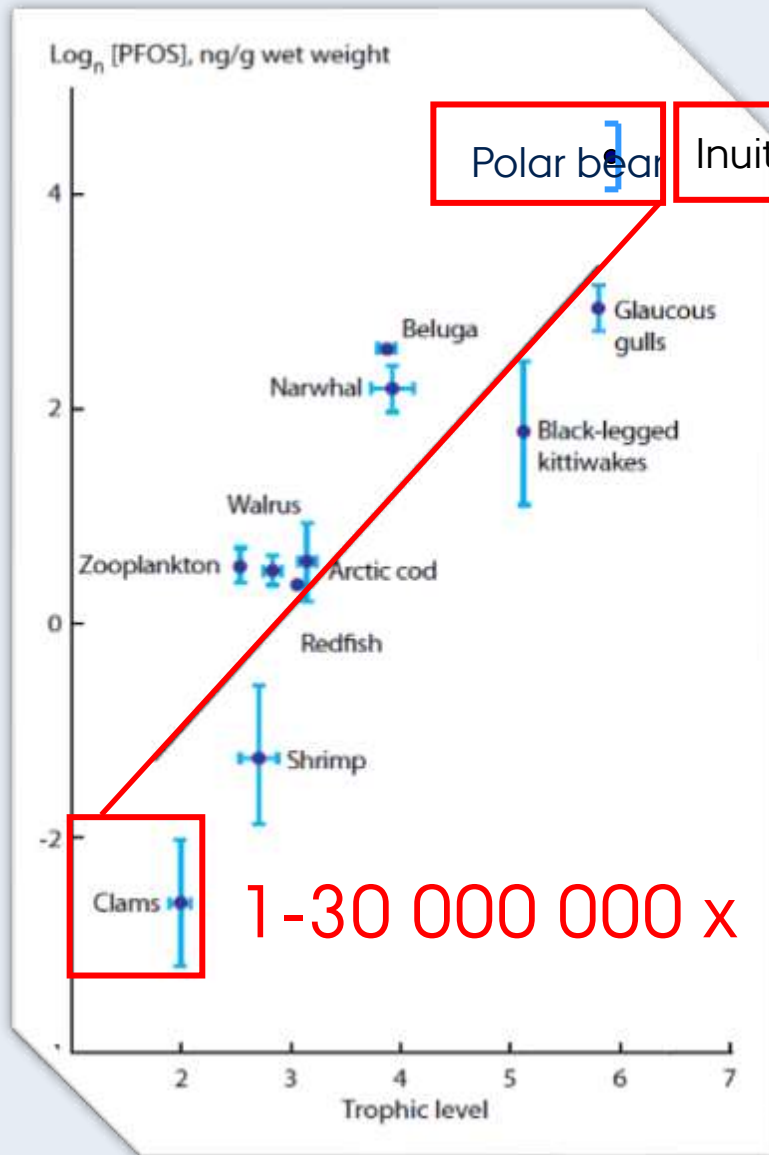 Logn [PFOS], ng/g wet weight
Polar bear
Inuit
4
Glaucous
gulls
Beluga
Narwhal
2
Black-legged
kittiwakes
Walrus
Zooplankton
Arctic cod
0
Redfish
Shrimp
-2
Clams
1-30 000 000 x
2 3 4 5 6 7
Trophic level